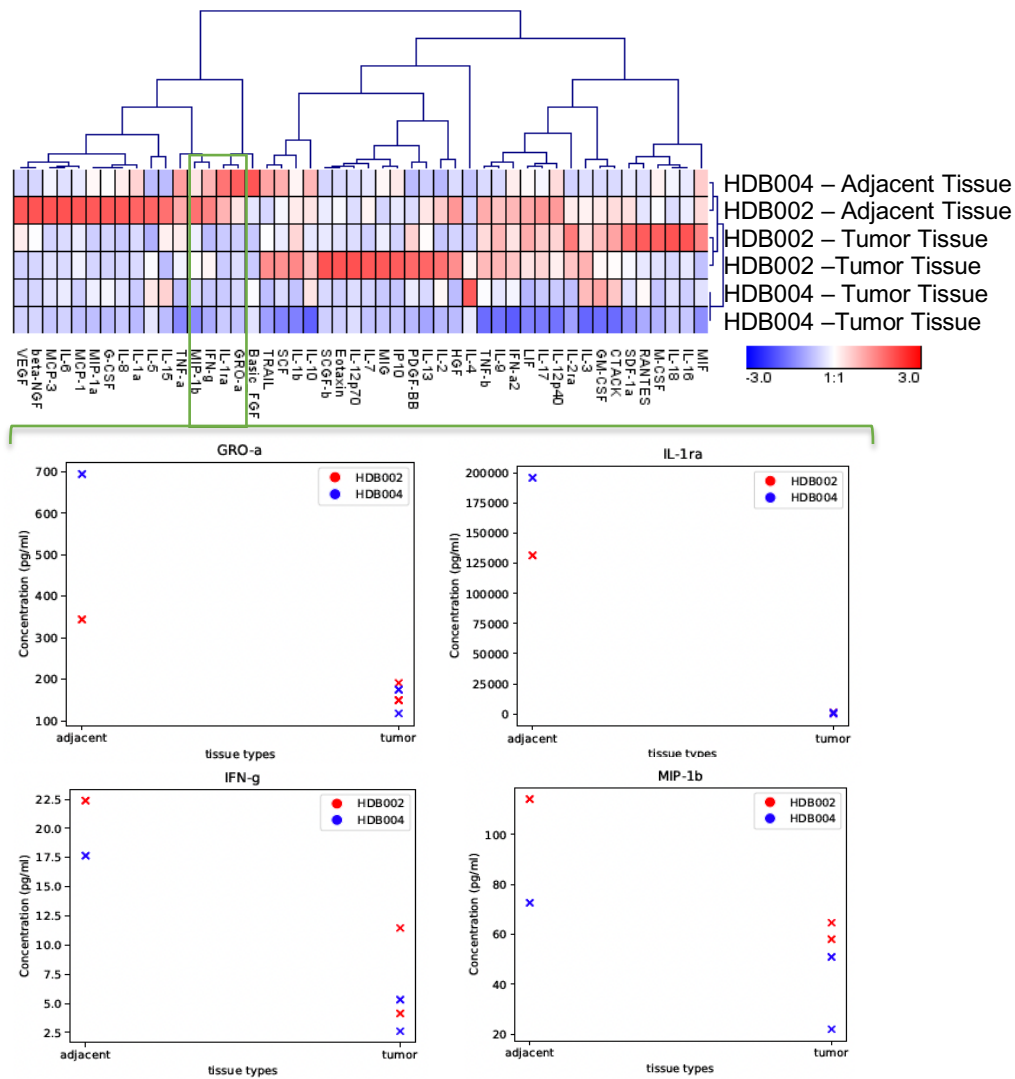 HDB004 – Adjacent Tissue
HDB002 – Adjacent Tissue
HDB002 – Tumor Tissue
HDB002 –Tumor Tissue
HDB004 – Tumor Tissue
HDB004 –Tumor Tissue
VEGF
beta-NGF
MCP-3
IL-6
MCP-1
MIP-1a
G-CSF
IL-8
IL-1a
IL-5
IL-15
TNF-a
MIP-1b
IFN-g
IL-1ra
GRO-a
Basic FGF
TRAIL
SCF
IL-1b
IL-10
SCGF-b
Eotaxin
IL-12p70
IL-7
MIG
IP10
PDGF-BB
IL-13
IL-2
HGF
IL-4
TNF-b
IL-9
IFN-a2
LIF
IL-17
IL-12p40
IL-2ra
IL-3
GM-CSF
CTACK
SDF-1a
RANTES
M-CSF
IL-18
IL-16
MIF
-3.0 1:1 3.0
GRO-a
HDB002
HDB004
Concentration (pg/ml)
700
600
500
400
300
200
100
adjacent tumor
tissue types
IL-1ra
HDB002
HDB004
Concentration (pg/ml)
200000
175000
150000
125000
100000
75000
50000
25000
0
adjacent tumor
tissue types
IFN-g
HDB002
HDB004
Concentration (pg/ml)
22.5
20.0
17.5
15.0
12.5
10.0
7.5
5.0
2.5
adjacent tumor
tissue types
MIP-1b
HDB002
HDB004
Concentration (pg/ml)
100
80
60
40
20
adjacent tumor
tissue types